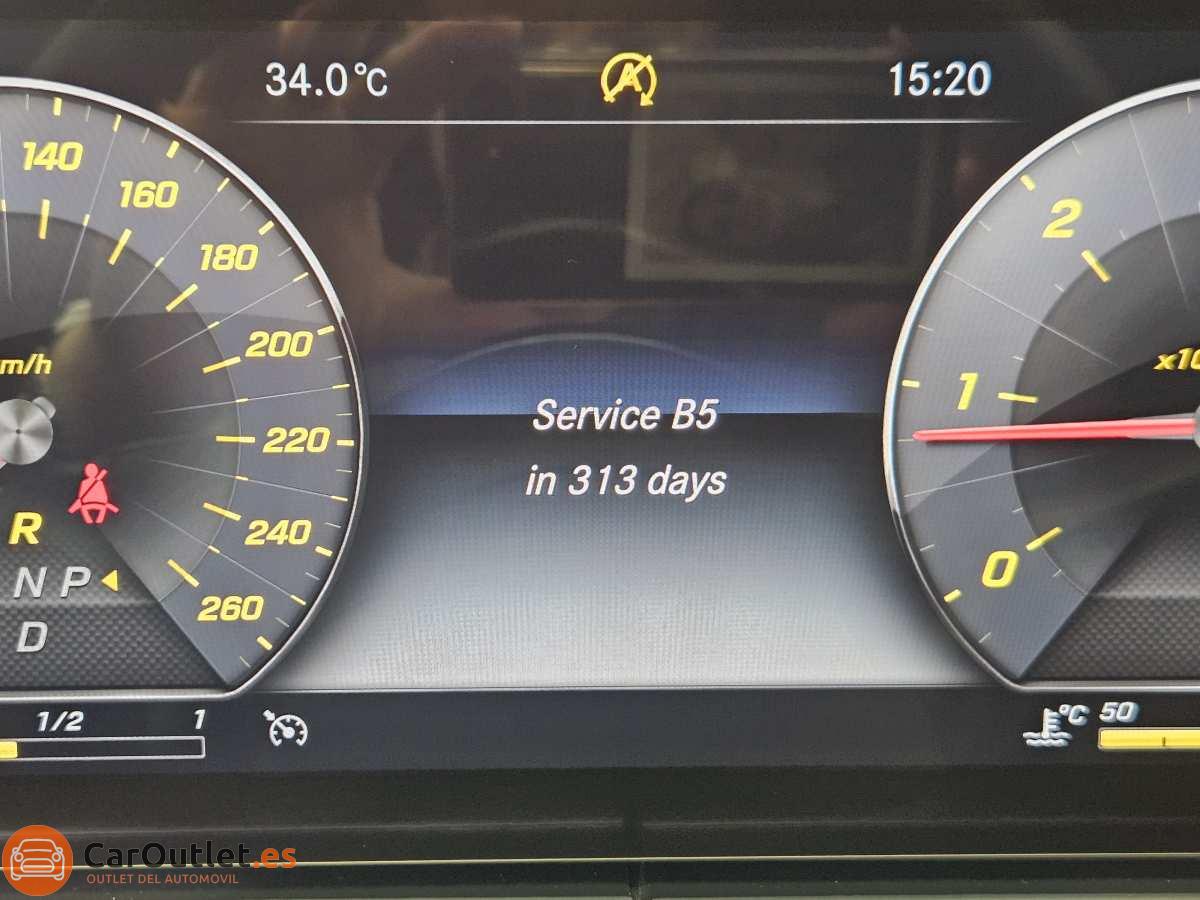 34.0°C
15:20
140
160
180
200
220
240
260
m/h
R
N P
D
1/2
1
Service B5
in 313 days
2
1
0
x10
°C 50
CarOutlet.es
OUTLET DEL AUTOMOVIL